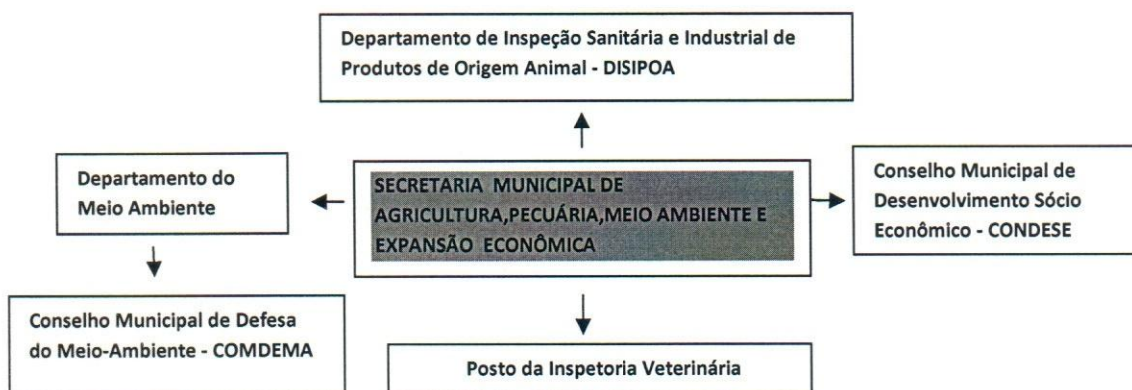 Departamento de Inspeção Sanitária e Industrial de
Produtos de Origem Animal - DISIPOA
Departamento do
Meio Ambiente
SECRETARIA MUNICIPAL DE
AGRICULTURA,PECUÁRIA,MEIO AMBIENTE E
EXPANSÃO ECONÔMICA
Conselho Municipal de
Desenvolvimento Sócio
Econômico - CONDESE
Conselho Municipal de Defesa
do Meio-Ambiente - COMDEMA
Posto da Inspetoria Veterinária